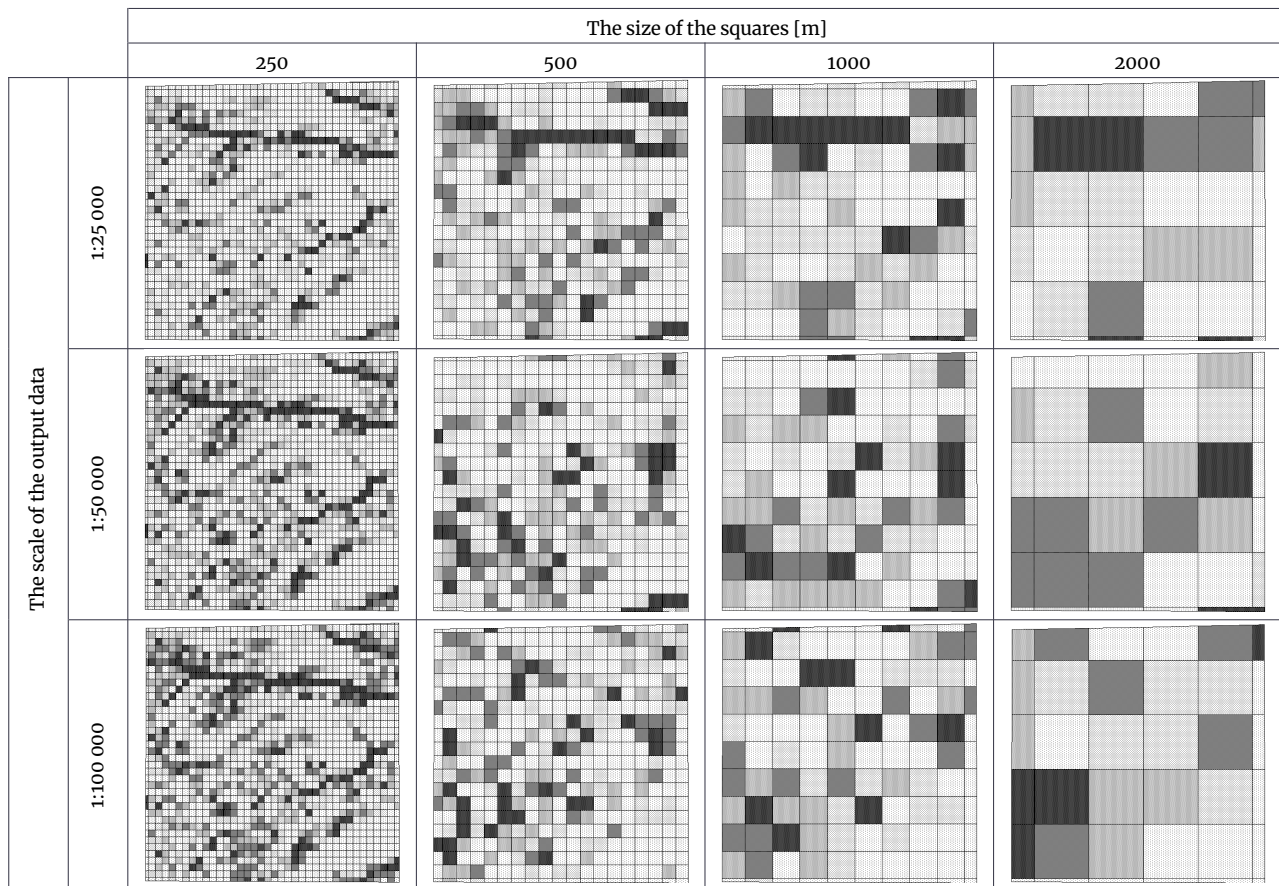 The size of the squares [m]
250 500 1000 2000
The scale of the output data
1:25 000
1:50 000
1:100 000